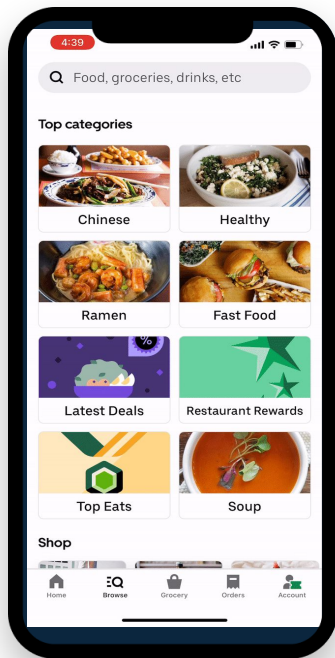 4:39
Food, groceries, drinks, etc
Top categories
Chinese
Healthy
Ramen
Fast Food
%
Latest Deals
Restaurant Rewards
Top Eats
Soup
Shop
Home
Browse
Grocery
Orders
Account